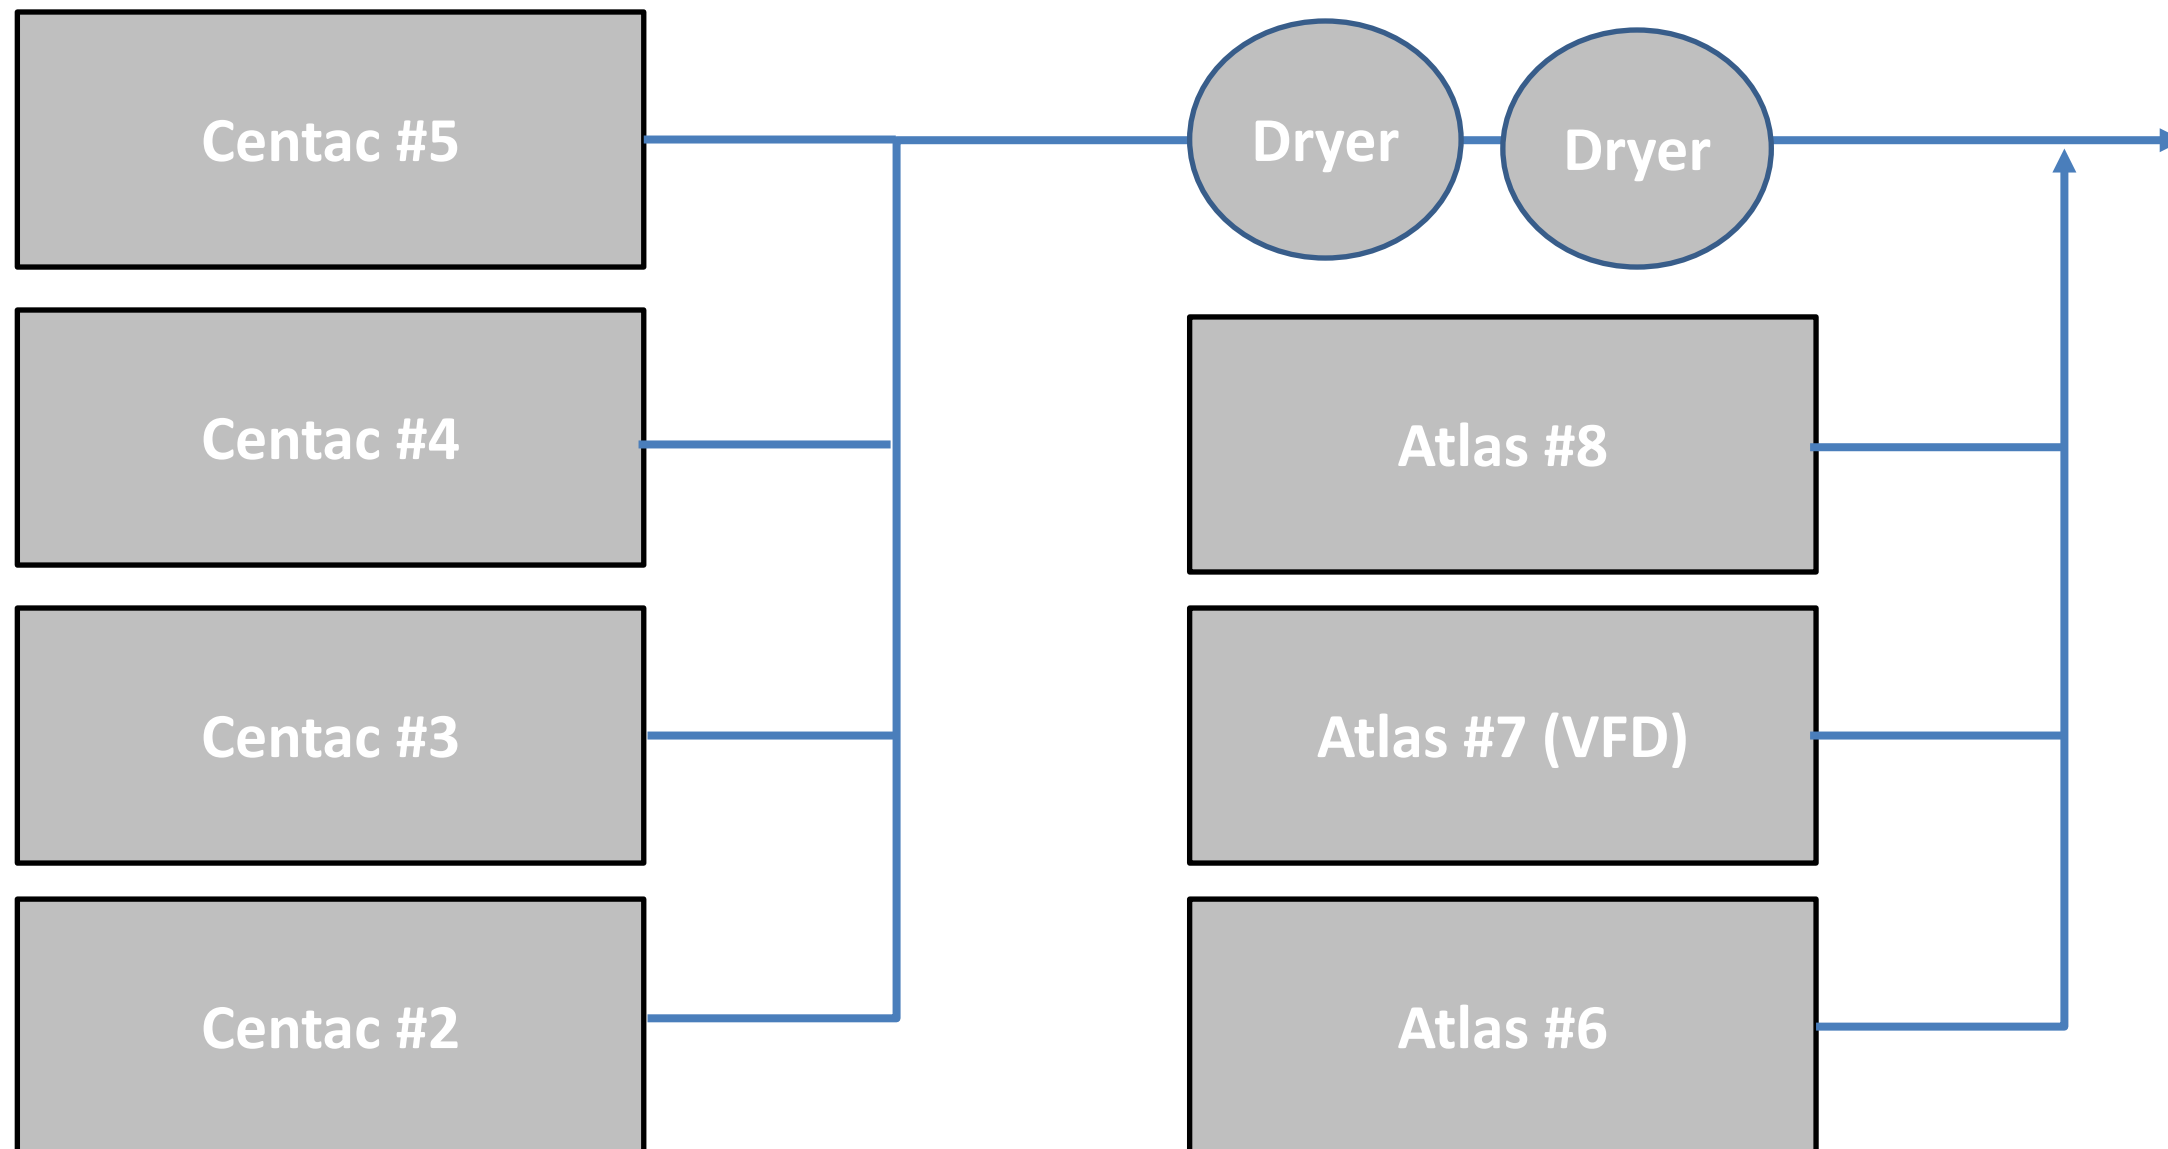 Centac #5
Dryer
Dryer
Centac #4
Atlas #8
Centac #3
Atlas #7 (VFD)
Centac #2
Atlas #6